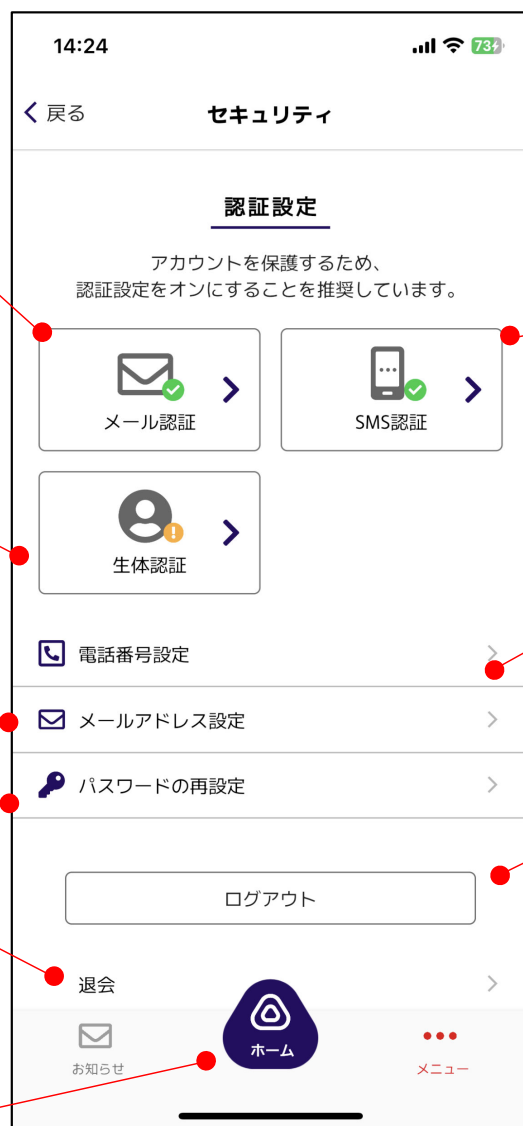 14:24
73
戻る
セキュリティ
認証設定
アカウントを保護するため、
認証設定をオンにすることを推奨しています。
メール認証
SMS認証
生体認証
電話番号設定
メールアドレス設定
パスワードの再設定
ログアウト
退会
お知らせ
ホーム
メニュー